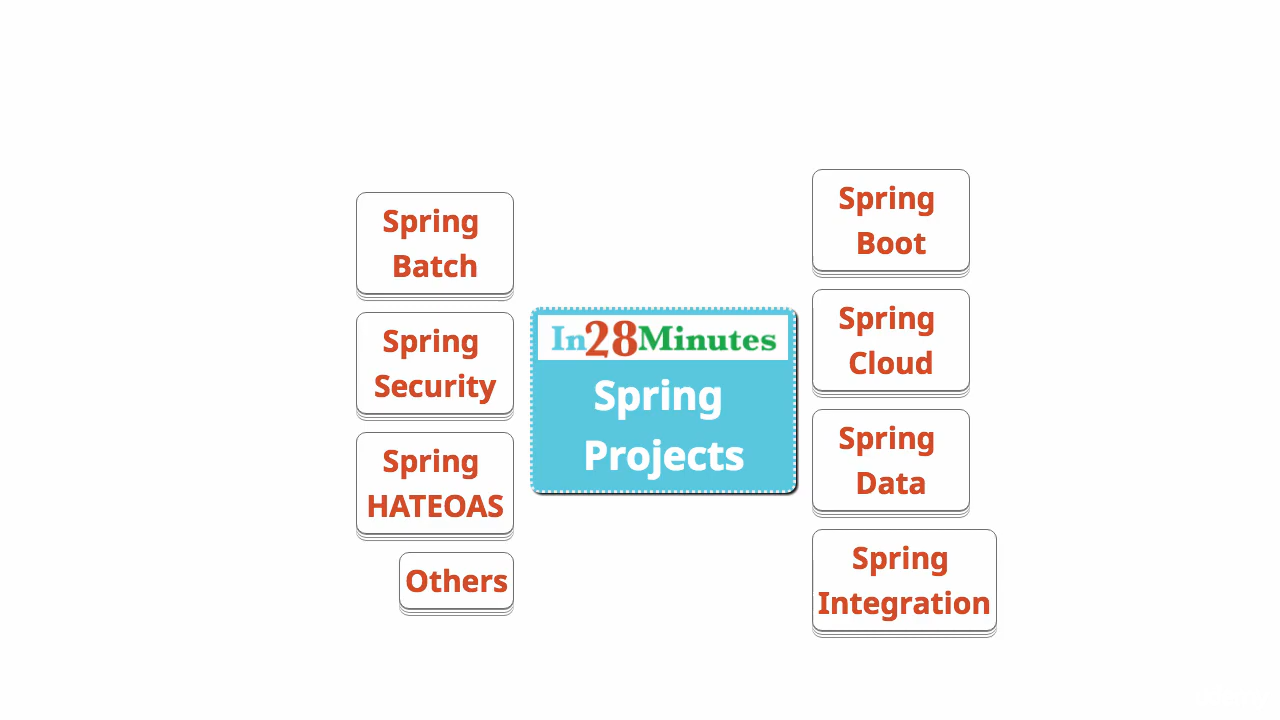 Spring
Batch
Spring
Security
Spring
HATEOAS
Others
In28Minutes
Spring
Projects
Spring
Boot
Spring
Cloud
Spring
Data
Spring
Integration